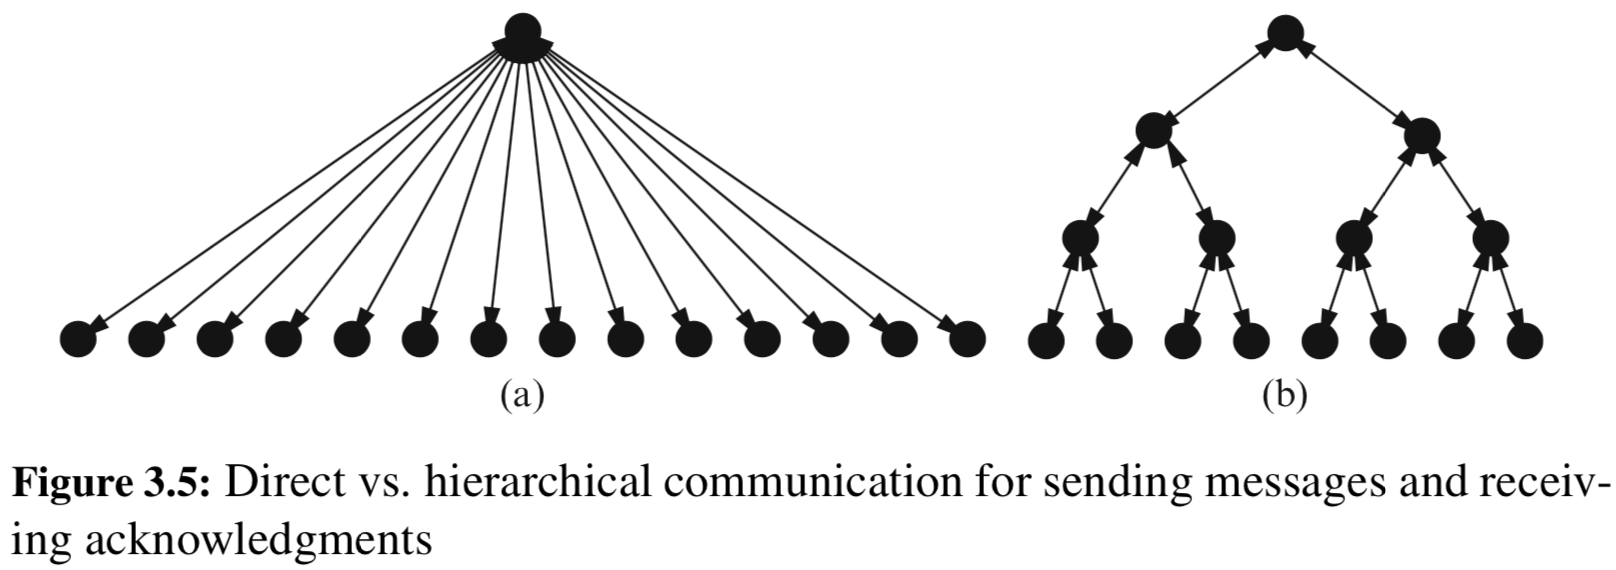 (a)
(b)
Figure 3.5: Direct vs. hierarchical communication for sending messages and receiv-
ing acknowledgments